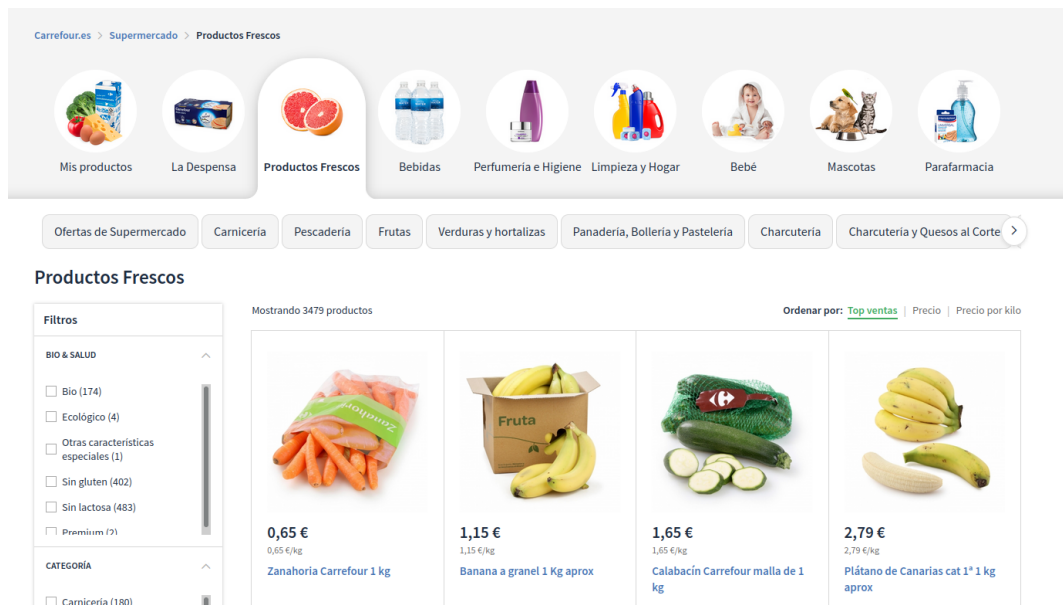 Carrefour.es > Supermercado > Productos Frescos
Mis productos
La Despensa
Productos Frescos
Bebidas
Perfumería e Higiene
Limpieza y Hogar
Bebé
Mascotas
Parafarmacia
Ofertas de Supermercado
Carnicería
Pescadería
Frutas
Verduras y hortalizas
Panadería, Bollería y Pastelería
Charcutería
Charcutería y Quesos al Corte
Productos Frescos
Filtros
BIO & SALUD
Bio (174)
Ecológico (4)
Otras características
especiales (1)
Sin gluten (402)
Sin lactosa (483)
Premium (2)
CATEGORÍA
Carnicería (180)
Mostrando 3479 productos
Ordenar por: Top ventas | Precio | Precio por kilo
Zanahoria
0,65 €
0,65 €/kg
Zanahoria Carrefour 1 kg
Fruta
1,15 €
1,15 €/kg
Banana a granel 1 Kg aprox
1,65 €
1,65 €/kg
Calabacín Carrefour malla de 1
kg
2,79 €
2,79 €/kg
Plátano de Canarias cat 1ª 1 kg
aprox